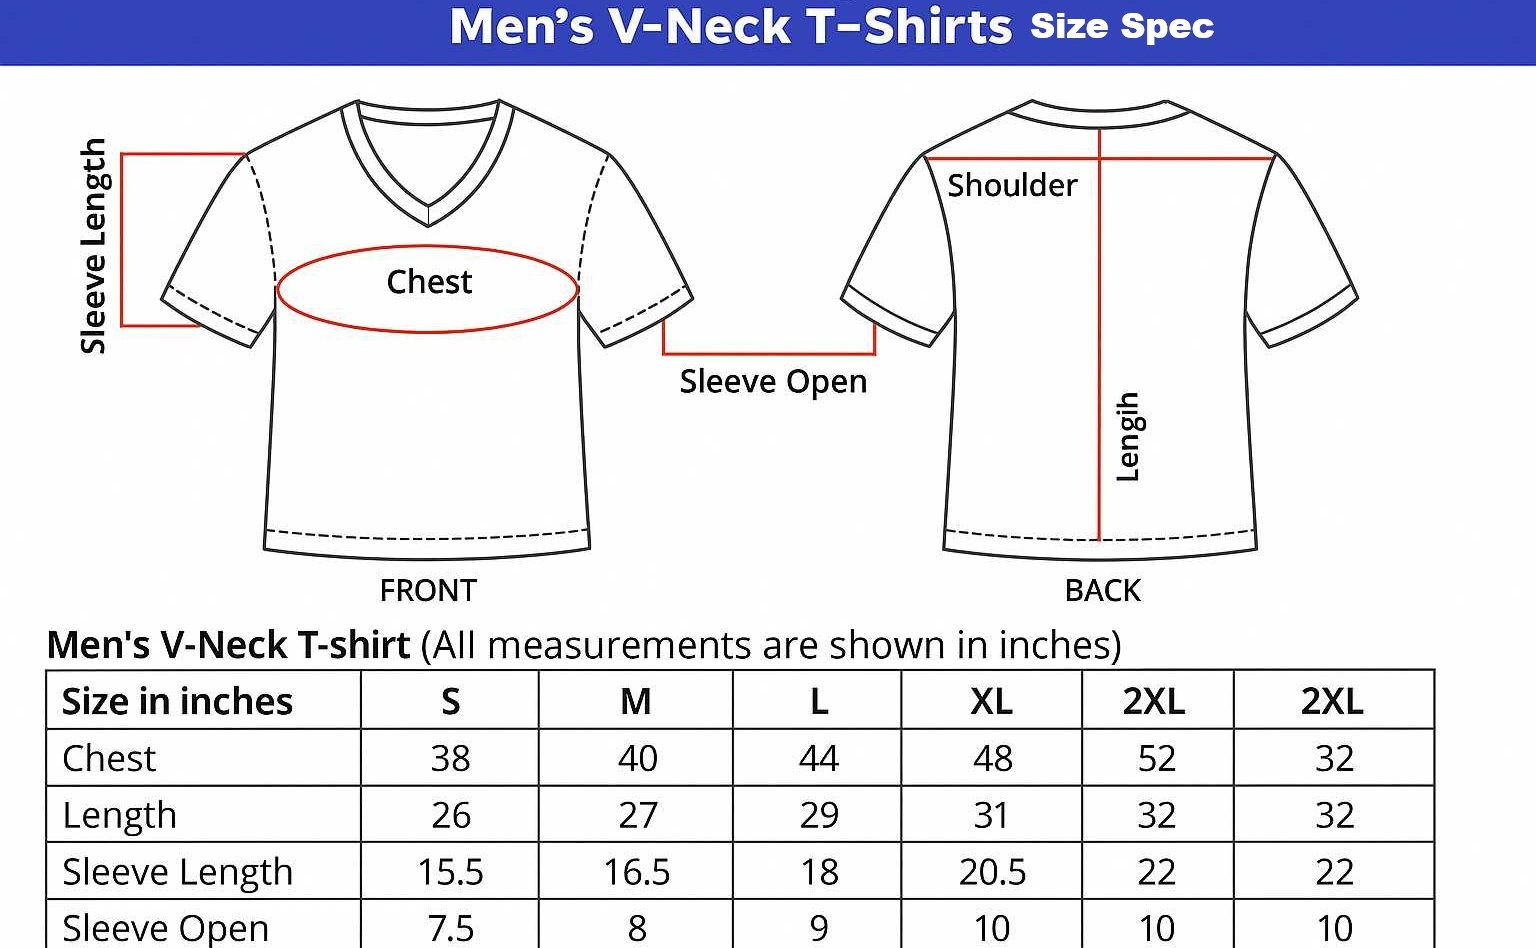 Men’s V-Neck T-Shirts Size Spec
Sleeve Length
Chest
Shoulder
Sleeve Open
Lengih
FRONT
BACK
Men's V-Neck T-shirt (All measurements are shown in inches)
Size in inches S M L XL 2XL 2XL
Chest 38 40 44 48 52 32
Length 26 27 29 31 32 32
Sleeve Length 15.5 16.5 18 20.5 22 22
Sleeve Open 7.5 8 9 10 10 10